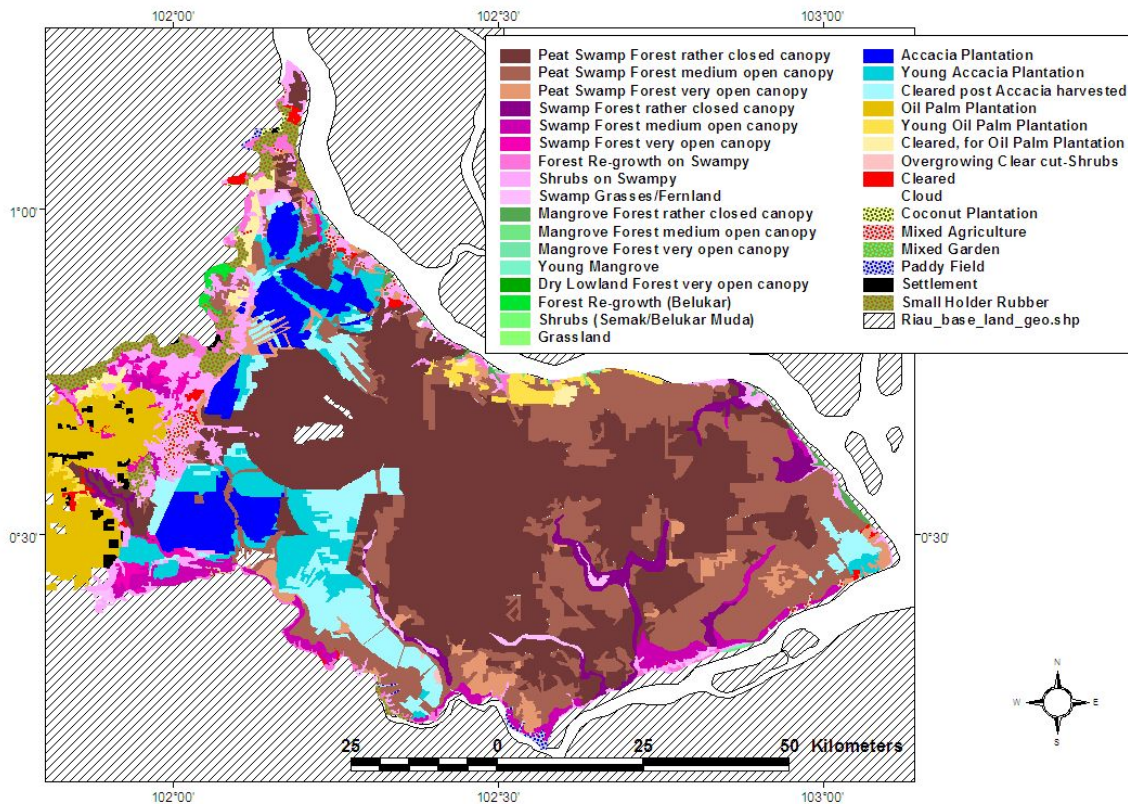 102°00'
102°30'
103°00'
Peat Swamp Forest rather closed canopy
Peat Swamp Forest medium open canopy
Peat Swamp Forest very open canopy
Swamp Forest rather closed canopy
Swamp Forest medium open canopy
Swamp Forest very open canopy
Forest Re-growth on Swampy
Shrubs on Swampy
Swamp Grasses/Fernland
Mangrove Forest rather closed canopy
Mangrove Forest medium open canopy
Mangrove Forest very open canopy
Young Mangrove
Dry Lowland Forest very open canopy
Forest Re-growth (Belukar)
Shrubs (Semak/Belukar Muda)
Grassland
Accacia Plantation
Young Accacia Plantation
Cleared post Accacia harvested
Oil Palm Plantation
Young Oil Palm Plantation
Cleared, for Oil Palm Plantation
Overgrowing Clear cut-Shrubs
Cleared
Cloud
Coconut Plantation
Mixed Agriculture
Mixed Garden
Paddy Field
Settlement
Small Holder Rubber
Riau_base_land_geo.shp
1°00'
0°30'
0°30'
N
W
E
S
25
0
25
50 Kilometers
102°00'
102°30'
103°00'